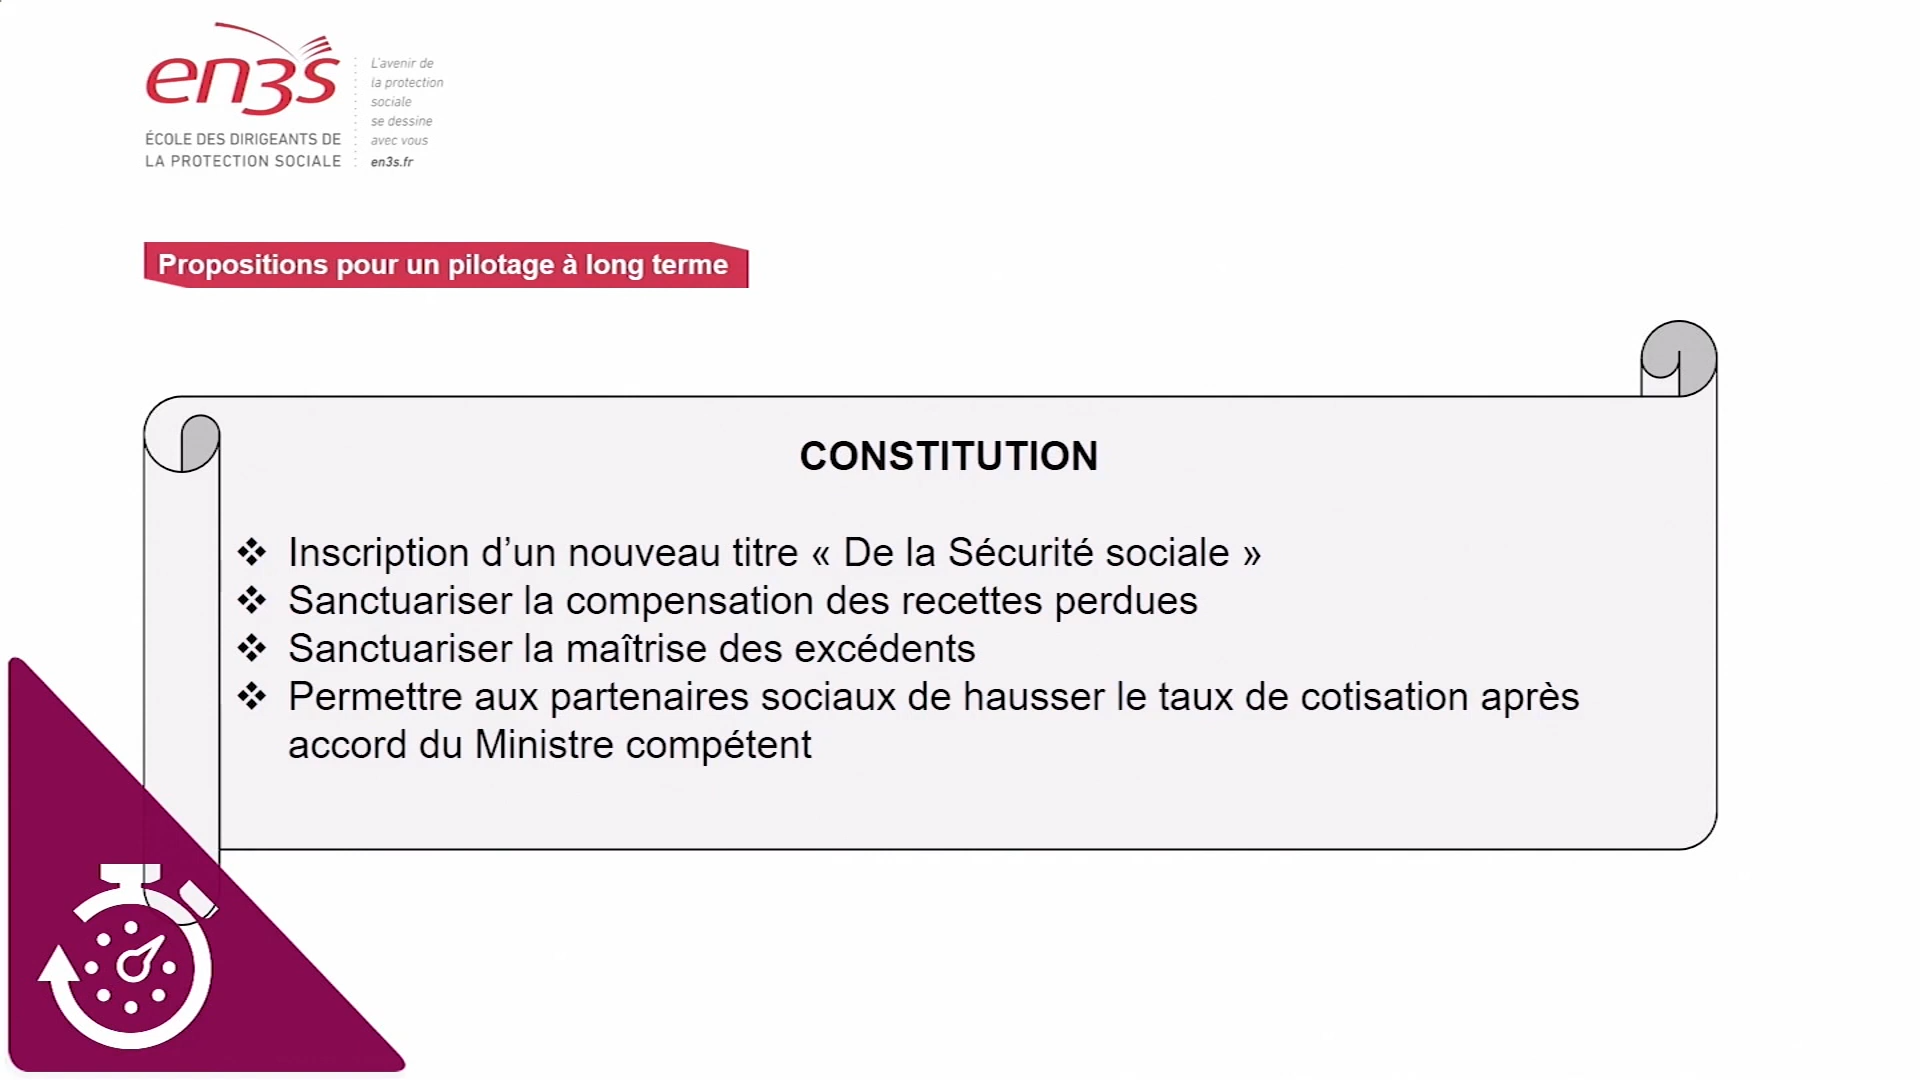 en3s
ÉCOLE DES DIRIGEANTS DE
LA PROTECTION SOCIALE
L'avenir de
la protection
sociale
se dessine
avec vous
en3s.fr
Propositions pour un pilotage à long terme
CONSTITUTION
❖ Inscription d’un nouveau titre « De la Sécurité sociale »
❖ Sanctuariser la compensation des recettes perdues
❖ Sanctuariser la maîtrise des excédents
❖ Permettre aux partenaires sociaux de hausser le taux de cotisation après
accord du Ministre compétent